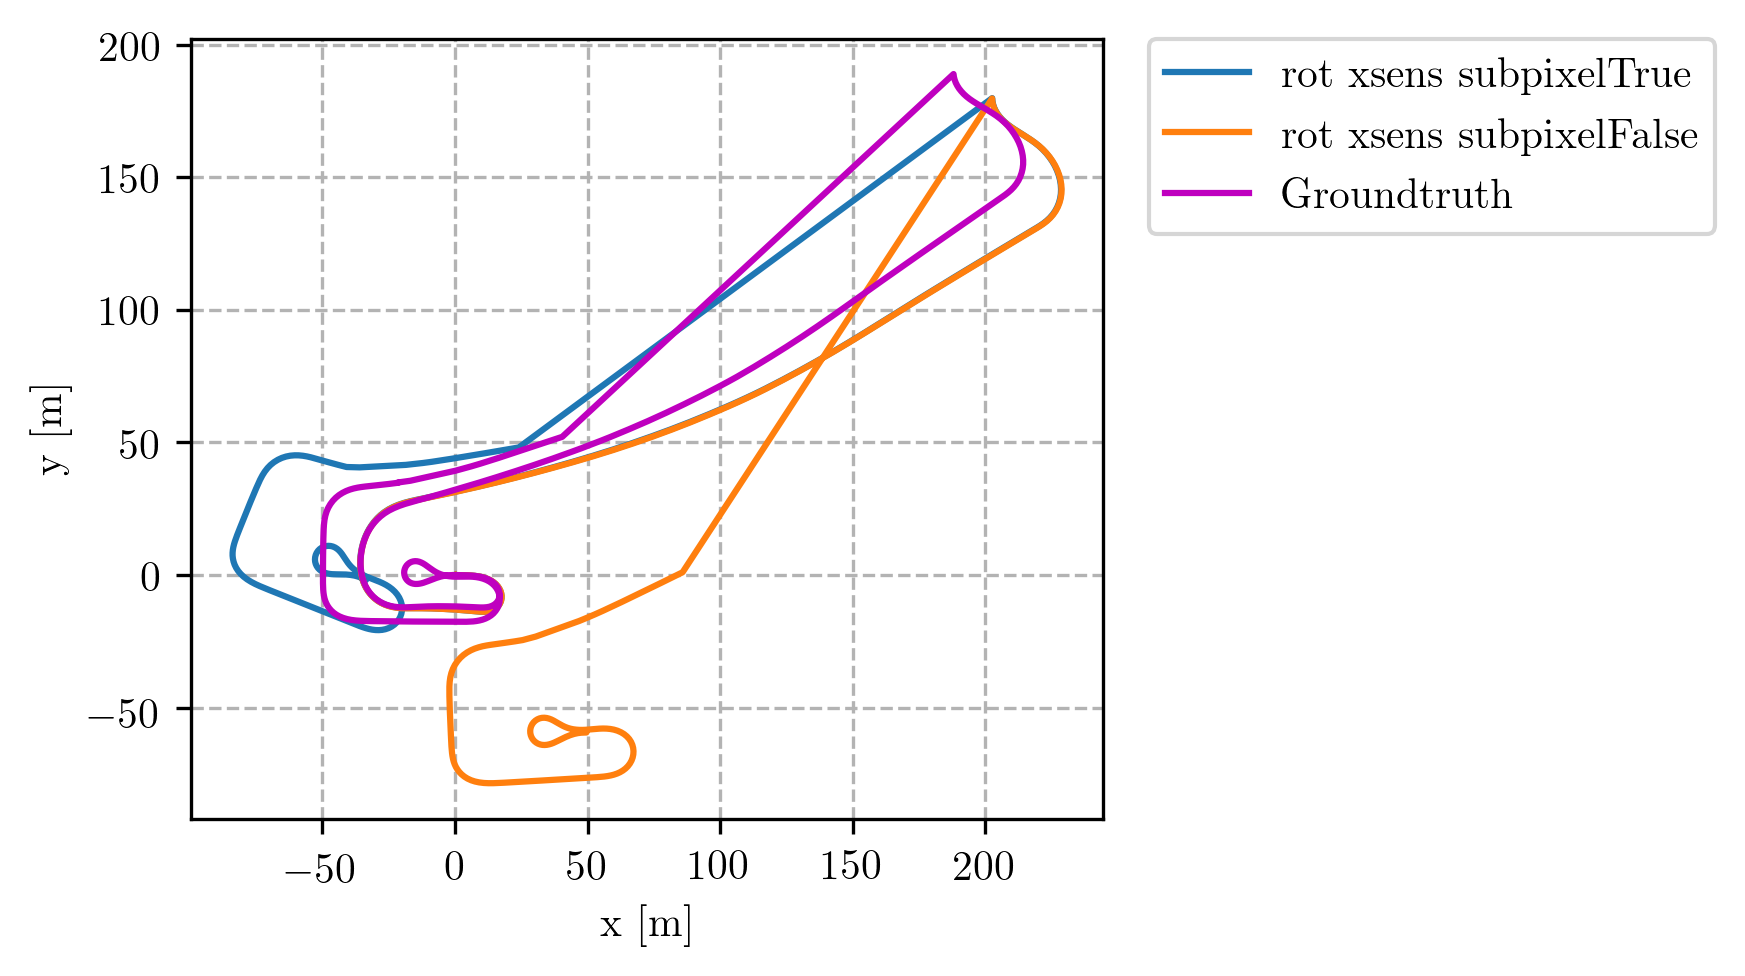 200
150
100
50
0
−50
y [m]
−50 0 50 100 150 200
x [m]
rot xsens subpixelTrue
rot xsens subpixelFalse
Groundtruth